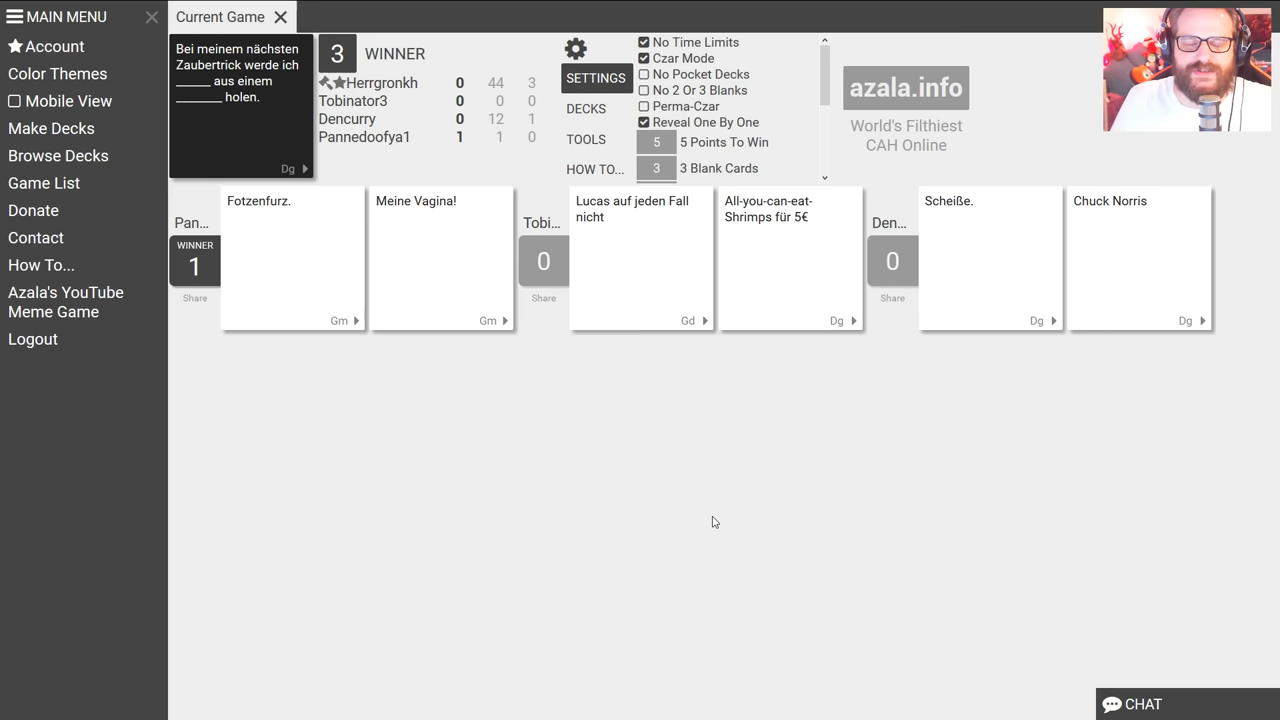 MAIN MENU
Account
Color Themes
Mobile View
Make Decks
Browse Decks
Game List
Donate
Contact
How To...
Azala's YouTube
Meme Game
Logout
Current Game
Bei meinem nächsten
Zaubertrick werde ich
______ aus einem
________ holen.
Dg
3 WINNER
Herrgronkh 0 44 3
Tobinator3 0 0 0
Dencurry 0 12 1
Pannedoofya1 1 1 0
SETTINGS
DECKS
TOOLS
HOW TO...
No Time Limits
Czar Mode
No Pocket Decks
No 2 Or 3 Blanks
Perma-Czar
Reveal One By One
5 5 Points To Win
3 3 Blank Cards
azala.info
World's Filthiest
CAH Online
Pan...
WINNER
1
Share
Fotzenfurz.
Gm
Meine Vagina!
Gm
Tobi...
0
Share
Lucas auf jeden Fall
nicht
Gd
All-you-can-eat-
Shrimps für 5€
Dg
Den...
0
Share
Scheiße.
Dg
Chuck Norris
Dg
CHAT